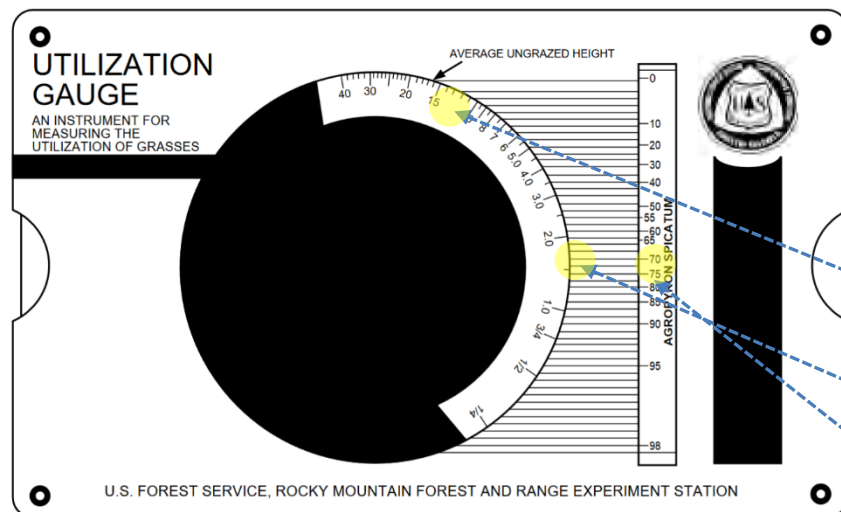 UTILIZATION
GAUGE
AN INSTRUMENT FOR
MEASURING THE
UTILIZATION OF GRASSES
AVERAGE UNGRAZED HEIGHT
40 30 20 15 8 7 6 5.0 4.0 3.0 2.0 1.0 3/4 1/2 1/4
0
10
20
30
40
50
55
60
65
70
75
80
85
90
95
98
AGROPYRON SPICATUM
U S
U.S. FOREST SERVICE, ROCKY MOUNTAIN FOREST AND RANGE EXPERIMENT STATION